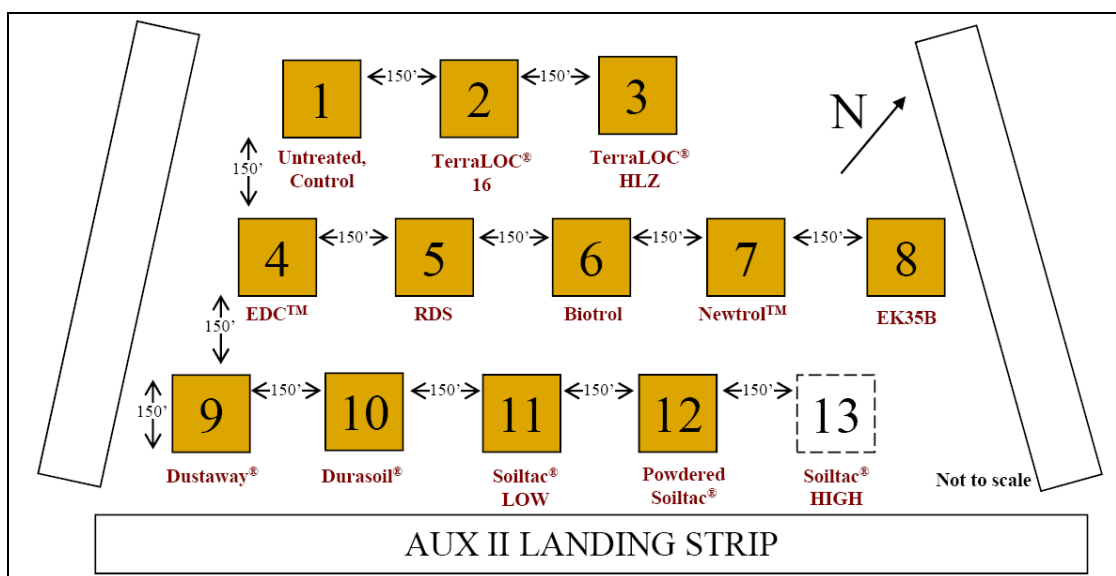 1 150’ 2 150’ 3
N
Untreated,
Control
TerraLOC®
16
TerraLOC®
HLZ
150’
4 150’ 5 150’ 6 150’ 7 150’ 8
EDC™
RDS
Biotrol
Newtrol™
EK35B
150’
150’
9 150’ 10 150’ 11 150’ 12 150’ 13
Dustaway®
Durasoil®
Soiltac®
LOW
Powdered
Soiltac®
Soiltac®
HIGH
Not to scale
AUX II LANDING STRIP